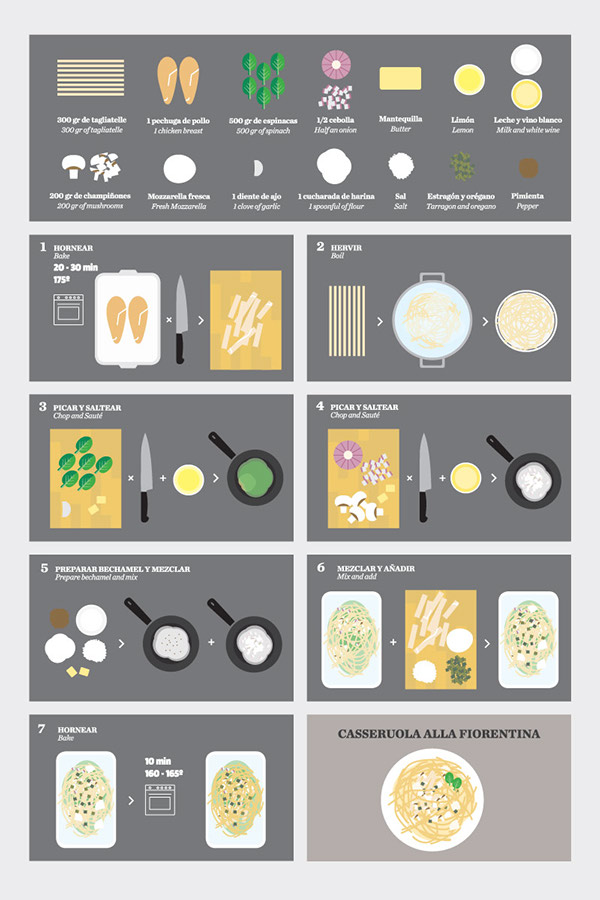 300 gr de tagliatelle
300 gr of tagliatelle
1 pechuga de pollo
1 chicken breast
500 gr de espinacas
500 gr of spinach
1/2 cebolla
Half an onion
Mantequilla
Butter
Limón
Lemon
Leche y vino blanco
Milk and white wine
200 gr de champiñones
200 gr of mushrooms
Mozzarella fresca
Fresh Mozzarella
1 diente de ajo
1 clove of garlic
1 cucharada de harina
1 spoonful of flour
Sal
Salt
Estragón y orégano
Tarragon and oregano
Pimienta
Pepper
1 HORNEAR
Bake
20 - 30 min
175º
2 HERVIR
Boil
3 PICAR Y SALTEAR
Chop and Sauté
4 PICAR Y SALTEAR
Chop and Sauté
5 PREPARAR BECHAMEL Y MEZCLAR
Prepare bechamel and mix
6 MEZCLAR Y AÑADIR
Mix and add
7 HORNEAR
Bake
10 min
160 - 165º
CASSERUOLA ALLA FIORENTINA